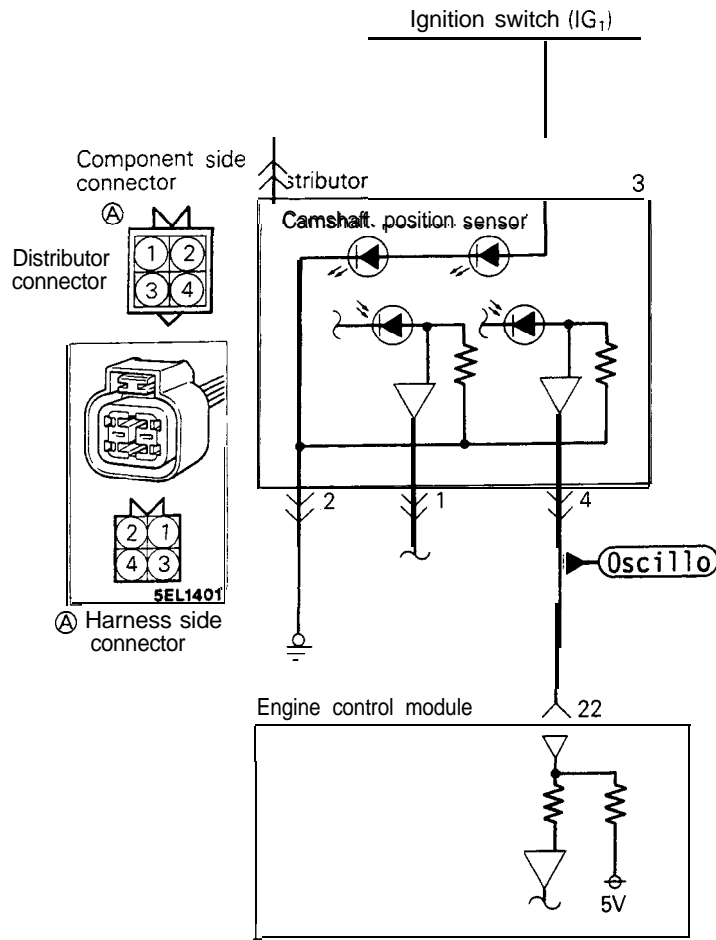 Ignition switch (IG₁)
Component side
connector
stributor
3
Ⓐ
Camshaft position sensor
1 2
3 4
Distributor
connector
2
1
4
2 1
4 3
5EL1401
Oscillo
Ⓐ Harness side
connector
Engine control module
22
5V